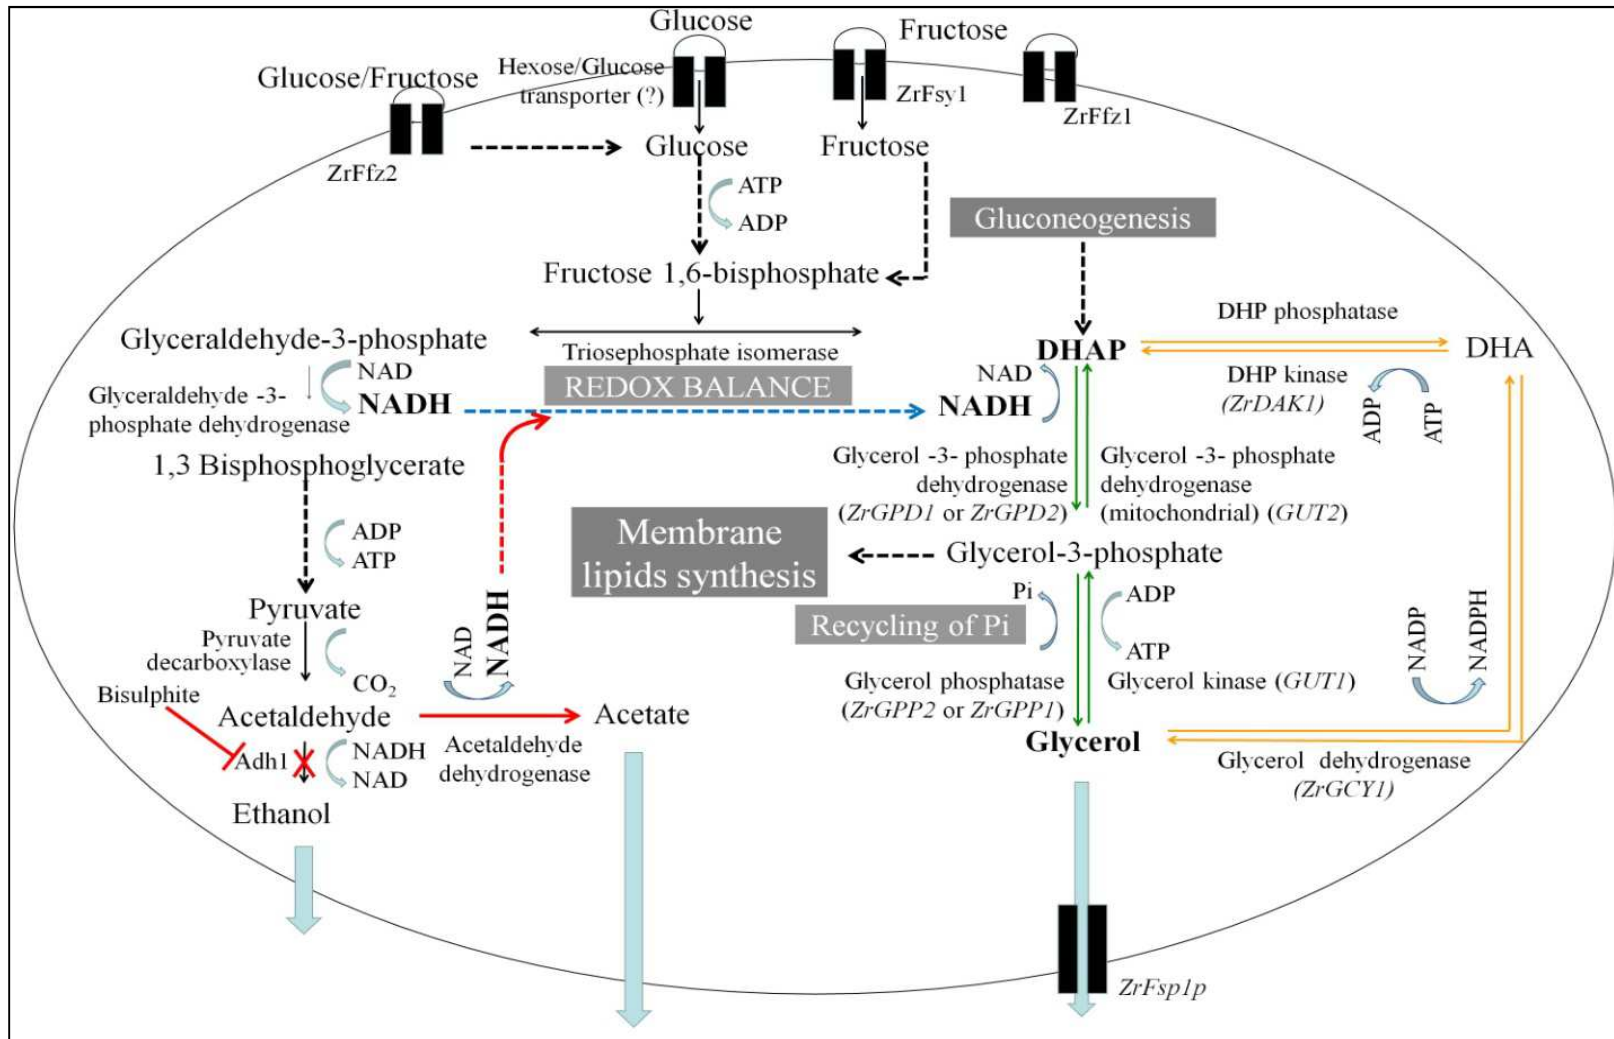 Glucose
Fructose
Glucose/Fructose
Hexose/Glucose
transporter (?)
ZrFsy1
ZrFfz1
ZrFfz2
Glucose
Fructose
ATP
ADP
Gluconeogenesis
Fructose 1,6-bisphosphate
Glyceraldehyde-3-phosphate
Triosephosphate isomerase
REDOX BALANCE
NAD
NADH
Glyceraldehyde -3-
phosphate dehydrogenase
1,3 Bisphosphoglycerate
DHAP
DHP phosphatase
DHA
DHP kinase
(ZrDAK1)
ADP
ATP
NAD
NADH
Glycerol -3- phosphate
dehydrogenase
(ZrGPD1 or ZrGPD2)
Glycerol -3- phosphate
dehydrogenase
(mitochondrial) (GUT2)
Membrane
lipids synthesis
Glycerol-3-phosphate
ADP
ATP
Pyruvate
Pyruvate
decarboxylase
CO2
NAD
NADH
Recycling of Pi
Pi
ADP
ATP
NADP
NADPH
Glycerol phosphatase
(ZrGPP2 or ZrGPP1)
Glycerol kinase (GUT1)
Bisulphite
Acetaldehyde
Acetate
Acetaldehyde
dehydrogenase
Adh1
NADH
NAD
Ethanol
Glycerol
Glycerol dehydrogenase
(ZrGCY1)
ZrFsp1p